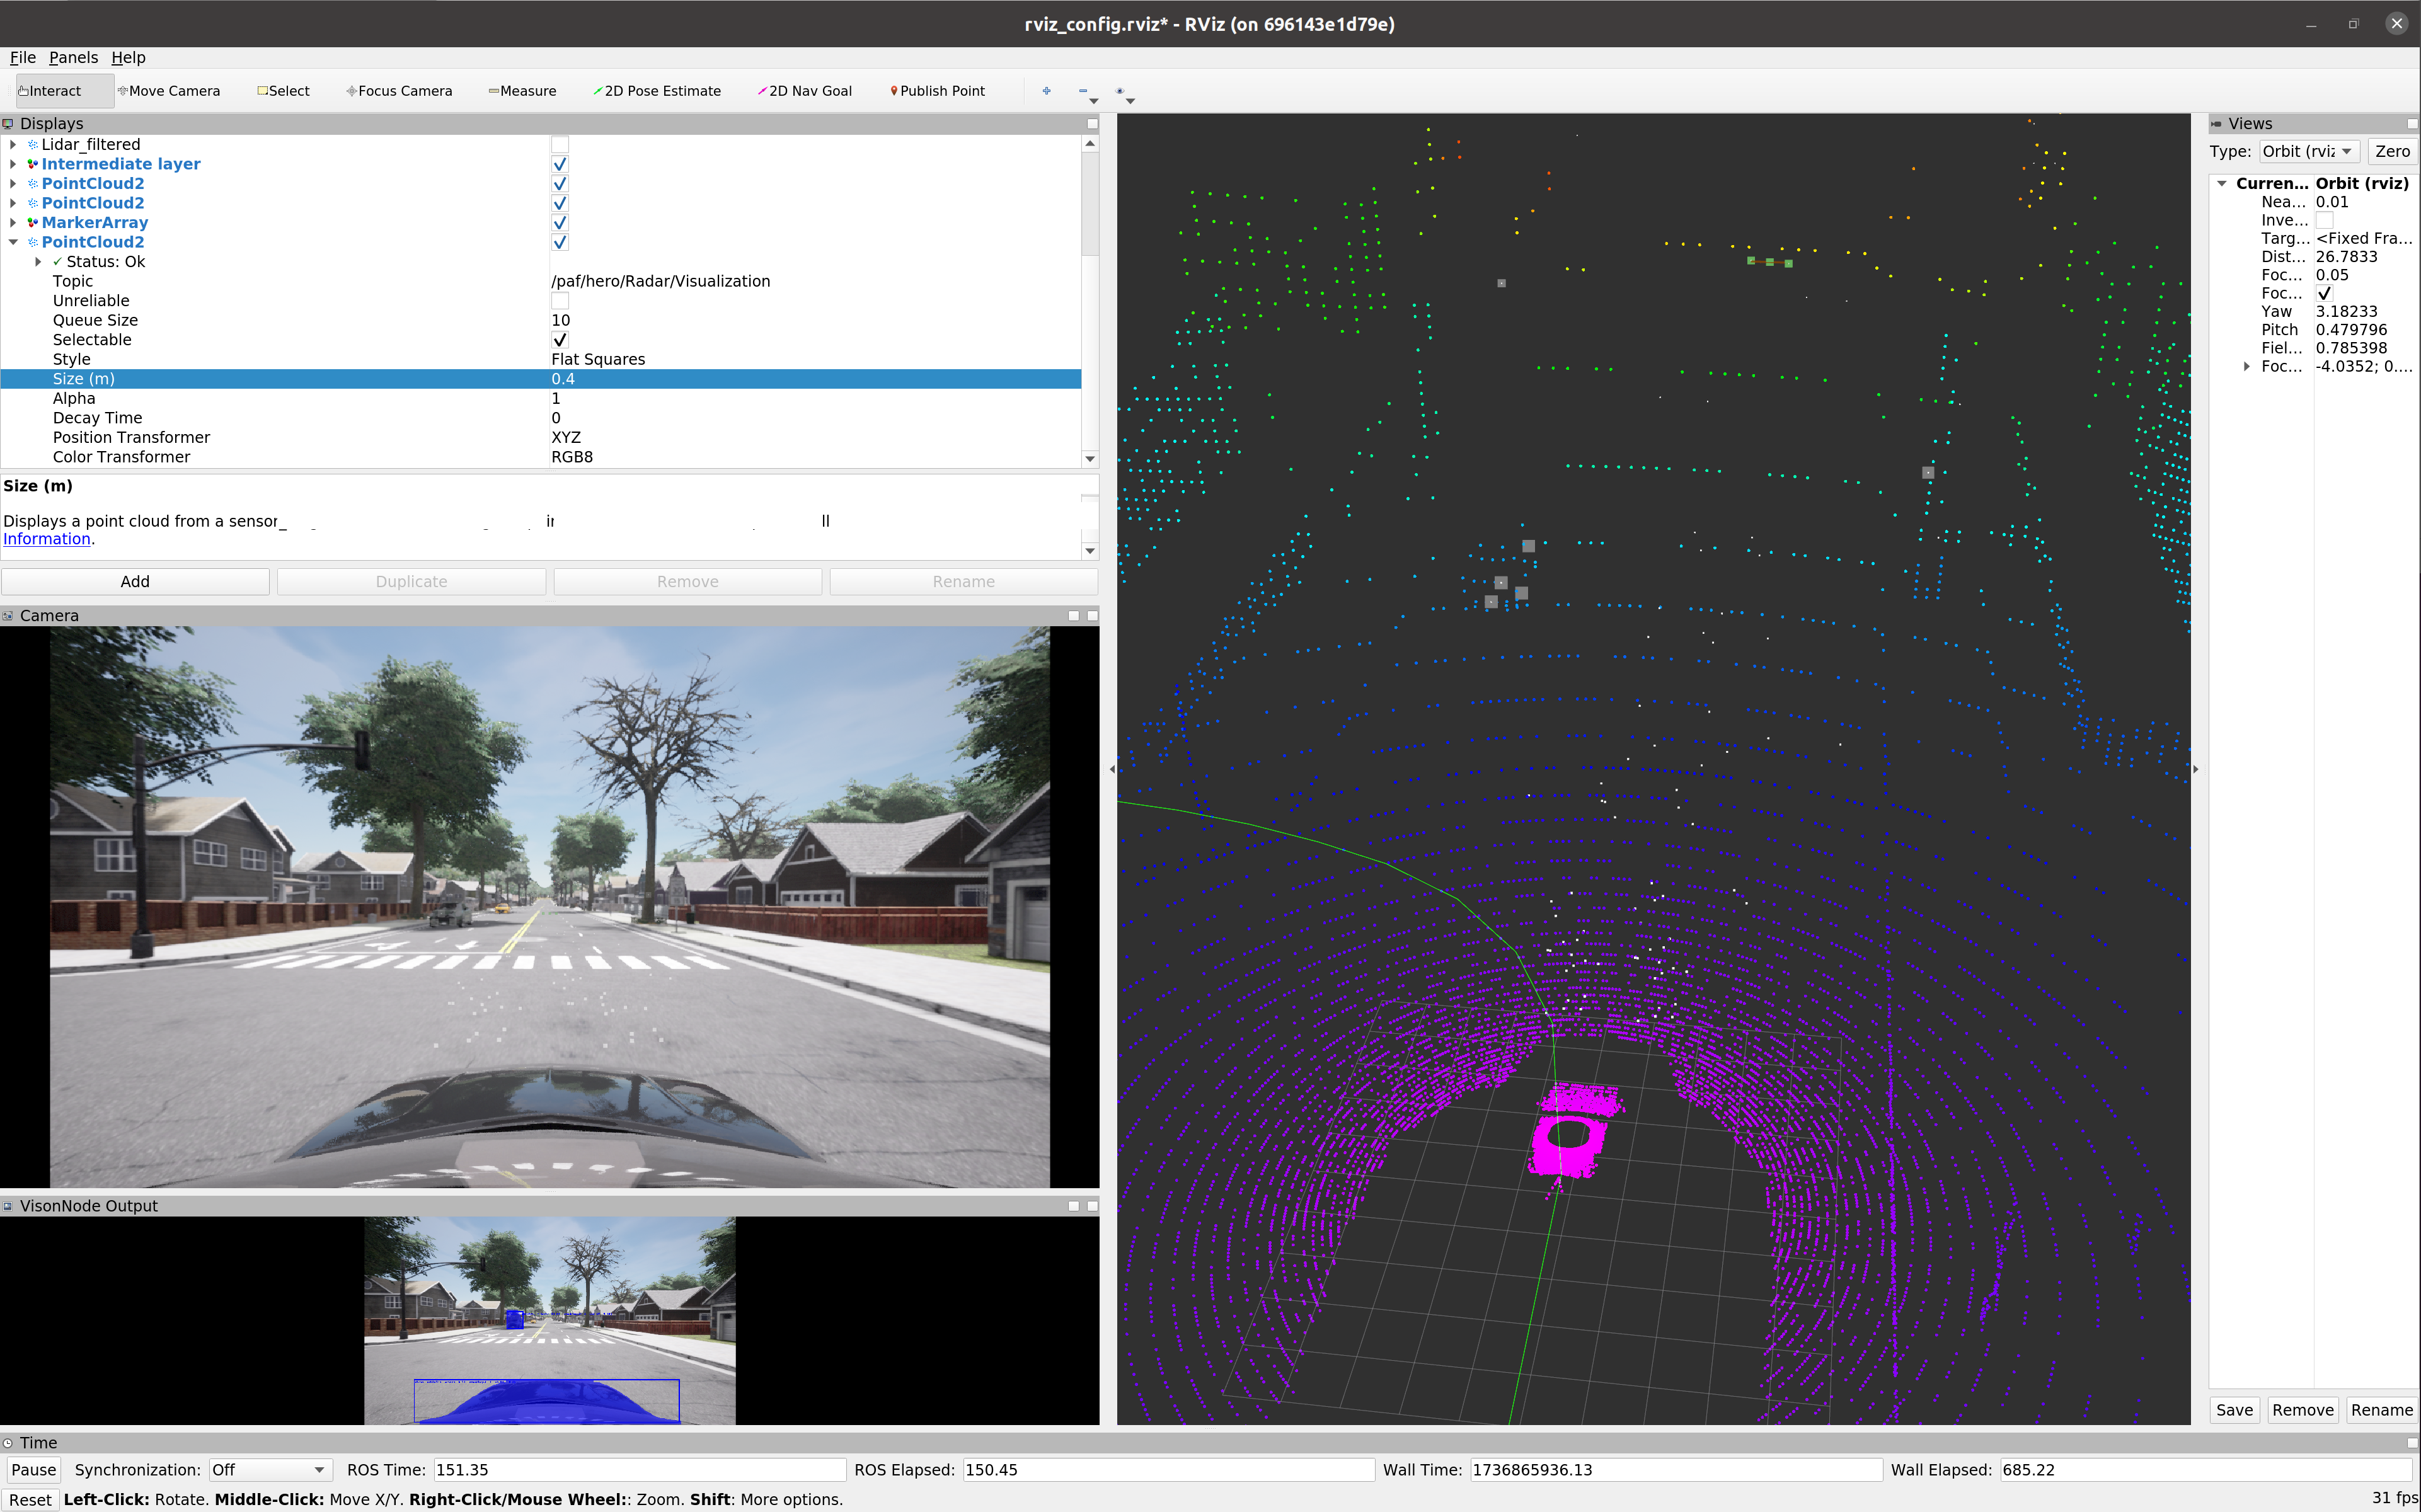 rviz_config.rviz* - RViz (on 696143e1d79e)
File Panels Help
Interact Move Camera Select Focus Camera Measure 2D Pose Estimate 2D Nav Goal Publish Point
Displays
Lidar_filtered
Intermediate layer
PointCloud2
PointCloud2
MarkerArray
PointCloud2
Status: Ok
Topic /paf/hero/Radar/Visualization
Unreliable
Queue Size 10
Selectable
Style Flat Squares
Size (m) 0.4
Alpha 1
Decay Time 0
Position Transformer XYZ
Color Transformer RGB8
Size (m)
Displays a point cloud from a sensor_
Information.
Add Duplicate Remove Rename
Camera
VisonNode Output
Views
Type: Orbit (rviz Zero
Curren... Orbit (rviz)
Nea... 0.01
Inve...
Targ... <Fixed Fra...
Dist... 26.7833
Foc... 0.05
Foc...
Yaw 3.18233
Pitch 0.479796
Fiel... 0.785398
Foc... -4.0352; 0....
Save Remove Rename
Time
Pause Synchronization: Off ROS Time: 151.35 ROS Elapsed: 150.45 Wall Time: 1736865936.13 Wall Elapsed: 685.22
Reset Left-Click: Rotate. Middle-Click: Move X/Y. Right-Click/Mouse Wheel:: Zoom. Shift: More options. 31 fps